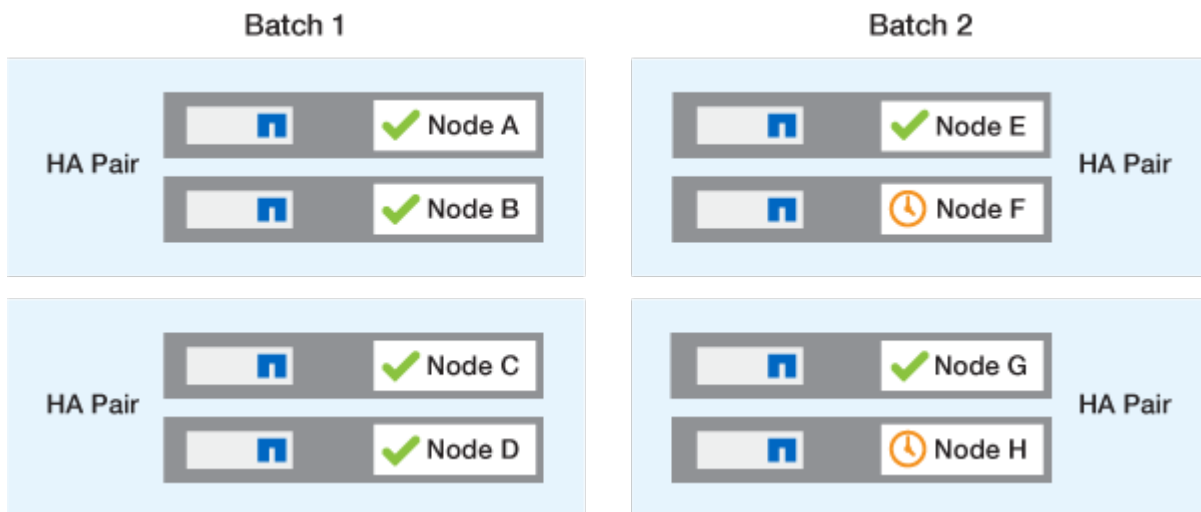 Batch 1
HA Pair
Node A
Node B
HA Pair
Node C
Node D
Batch 2
Node E
Node F
HA Pair
Node G
Node H
HA Pair